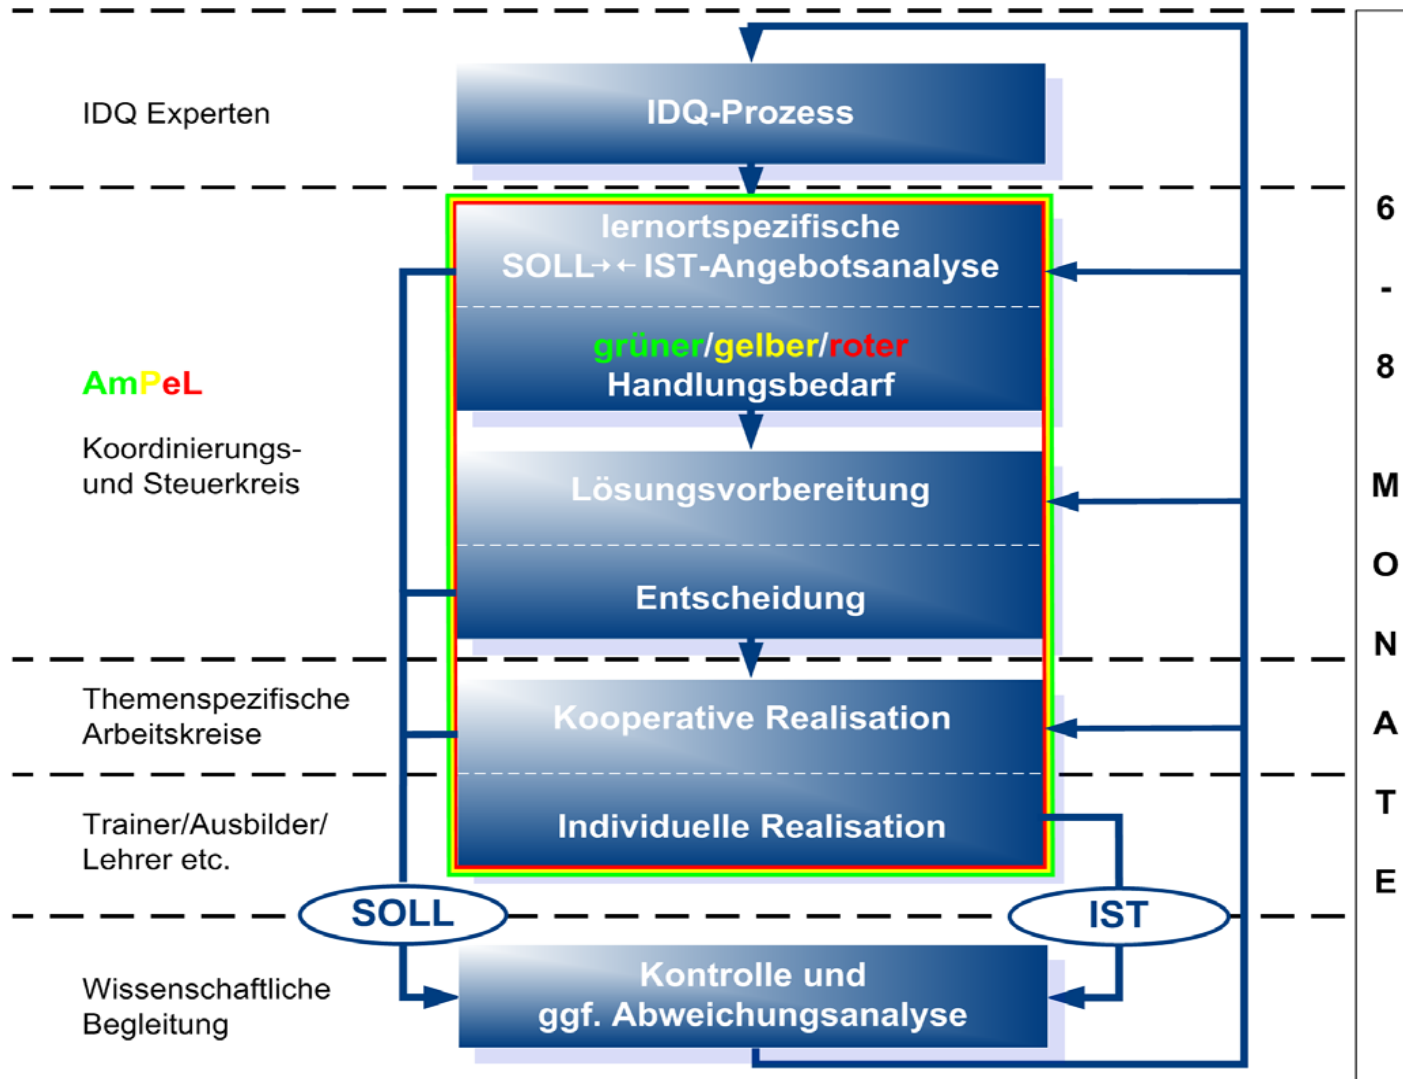 IDQ Experten
IDQ-Prozess
lernortspezifische
SOLL→←IST-Angebotsanalyse
grüner/gelber/roter
Handlungsbedarf
AmPeL
Koordinierungs-
und Steuerkreis
Lösungsvorbereitung
Entscheidung
Themenspezifische
Arbeitskreise
Kooperative Realisation
Trainer/Ausbilder/
Lehrer etc.
Individuelle Realisation
SOLL
IST
Wissenschaftliche
Begleitung
Kontrolle und
ggf. Abweichungsanalyse
6
-
8
M
O
N
A
T
E